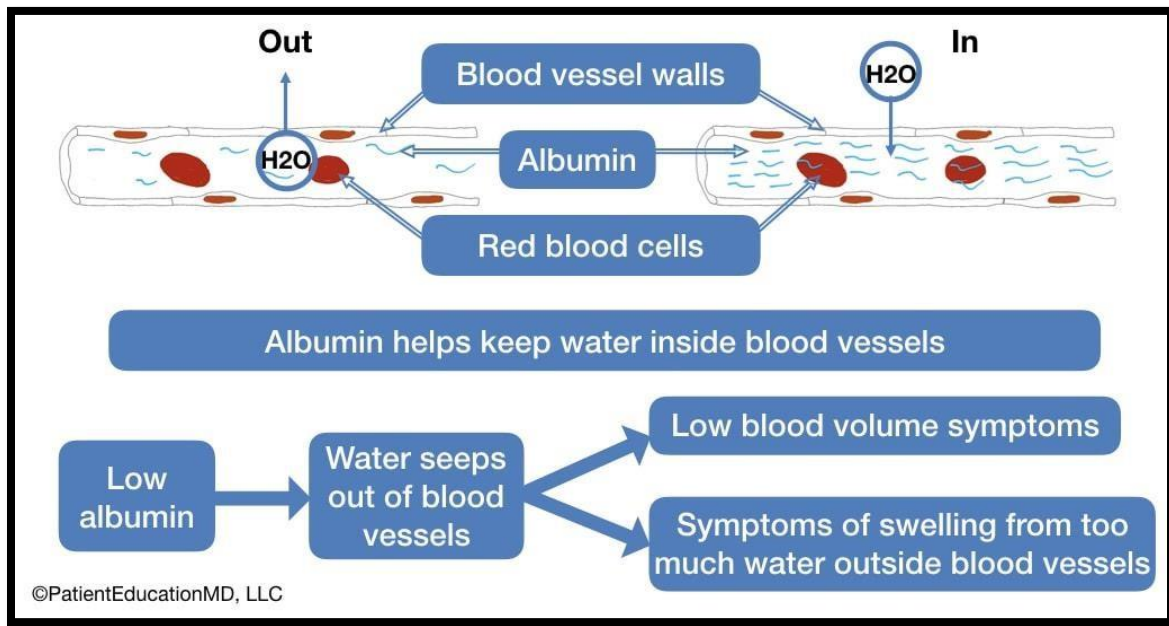 Out
In
Blood vessel walls
H2O
H2O
Albumin
Red blood cells
Albumin helps keep water inside blood vessels
Low
albumin
Water seeps
out of blood
vessels
Low blood volume symptoms
Symptoms of swelling from too
much water outside blood vessels
©PatientEducationMD, LLC